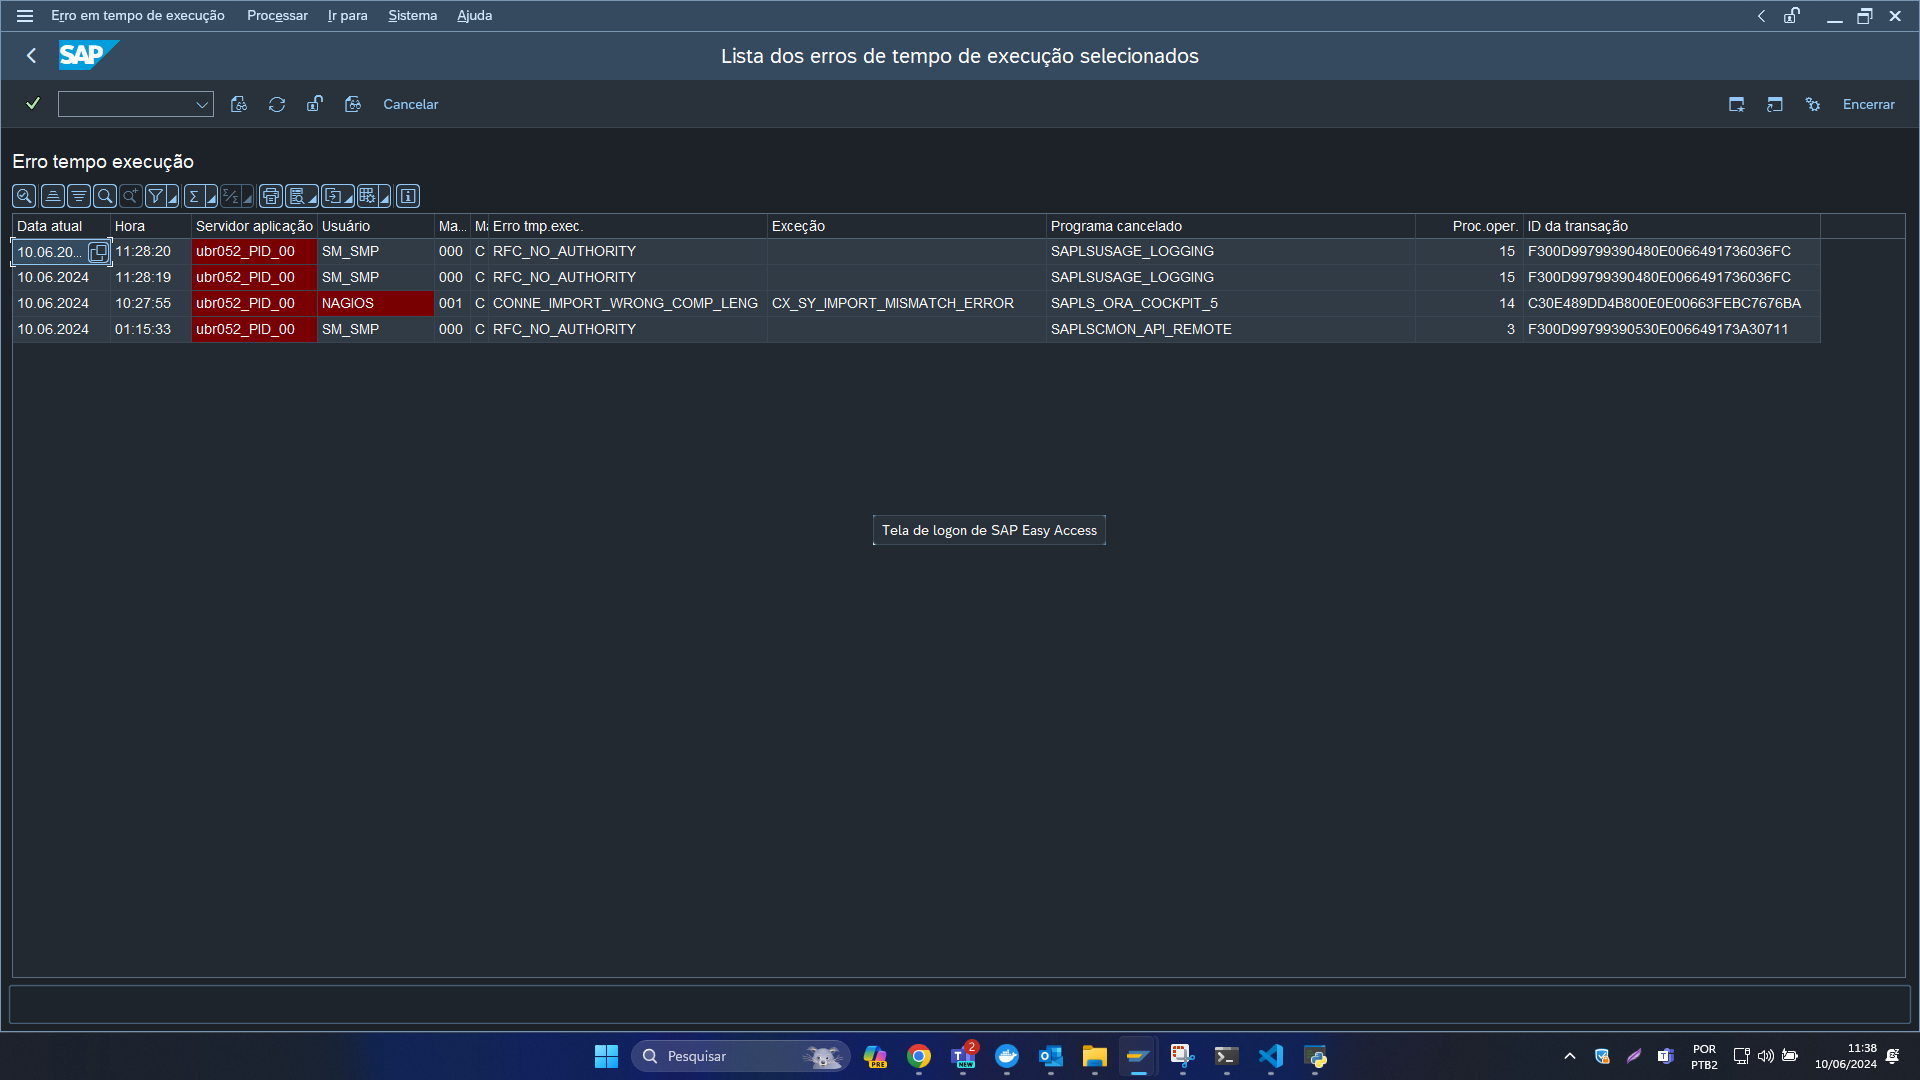 Erro em tempo de execução Processar Ir para Sistema Ajuda
SAP Lista dos erros de tempo de execução selecionados
Cancelar Encerrar
Erro tempo execução
Data atual Hora Servidor aplicação Usuário Ma... Ma Erro tmp.exec. Exceção Programa cancelado Proc.oper. ID da transação
10.06.20... 11:28:20 ubr052_PID_00 SM_SMP 000 C RFC_NO_AUTHORITY SAPLSUSAGE_LOGGING 15 F300D99799390480E0066491736036FC
10.06.2024 11:28:19 ubr052_PID_00 SM_SMP 000 C RFC_NO_AUTHORITY SAPLSUSAGE_LOGGING 15 F300D99799390480E0066491736036FC
10.06.2024 10:27:55 ubr052_PID_00 NAGIOS 001 C CONNE_IMPORT_WRONG_COMP_LENG CX_SY_IMPORT_MISMATCH_ERROR SAPLS_ORA_COCKPIT_5 14 C30E489DD4B800E0E00663FEBC7676BA
10.06.2024 01:15:33 ubr052_PID_00 SM_SMP 000 C RFC_NO_AUTHORITY SAPLSCMON_API_REMOTE 3 F300D99799390530E006649173A30711
Tela de logon de SAP Easy Access
Pesquisar PRE 2 NEW POR 11:38
PTB2 10/06/2024